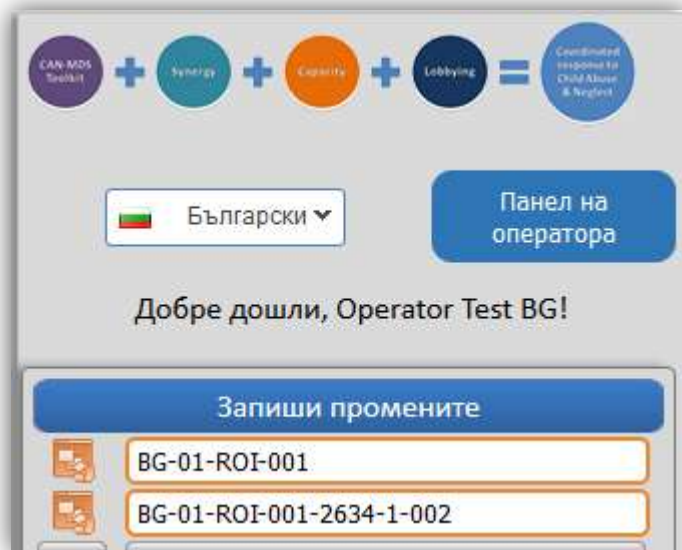 CAN-MDS
Toolkit
Synergy
Capacity
Lobbying
Coordinated
response to
Child Abuse
& Neglect
Български
Панел на
оператора
Добре дошли, Operator Test BG!
Запиши промените
BG-01-ROI-001
BG-01-ROI-001-2634-1-002